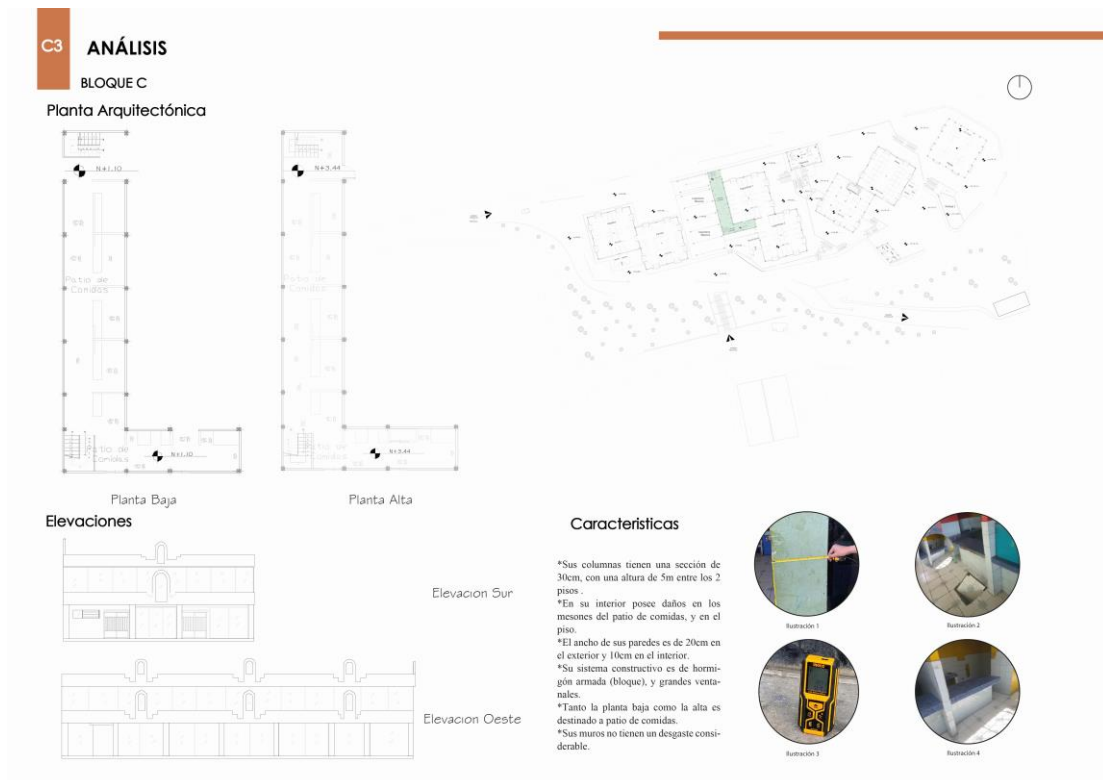 C3
ANÁLISIS
BLOQUE C
Planta Arquitectónica
N+1.10
N+3.44
Patio de
Comidas
Patio de
Comidas
Patio de
Comidas
N+1.10
Patio de
Comidas
N+3.44
Planta Baja
Planta Alta
Elevaciones
Elevacion Sur
Elevacion Oeste
Caracteristicas
*Sus columnas tienen una sección de
30cm, con una altura de 5m entre los 2
pisos .
*En su interior posee daños en los
mesones del patio de comidas, y en el
piso.
*El ancho de sus paredes es de 20cm en
el exterior y 10cm en el interior.
*Su sistema constructivo es de hormi-
gón armada (bloque), y grandes venta-
nales.
*Tanto la planta baja como la alta es
destinado a patio de comidas.
*Sus muros no tienen un desgaste consi-
derable.
Ilustración 1
Ilustración 2
Ilustración 3
Ilustración 4